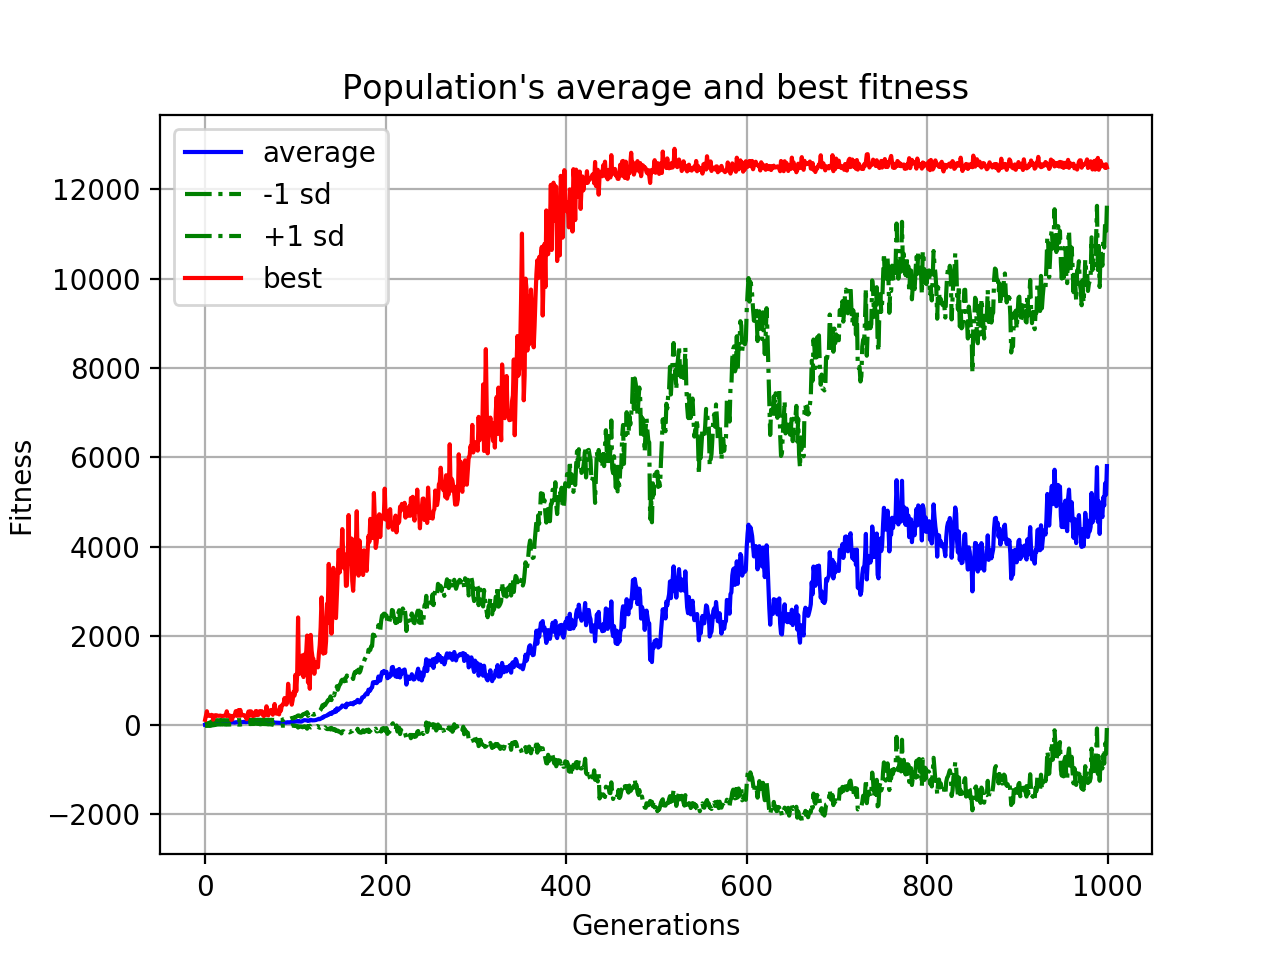 Population's average and best fitness
average
-1 sd
+1 sd
best
12000
10000
8000
6000
4000
2000
0
−2000
Fitness
0 200 400 600 800 1000
Generations